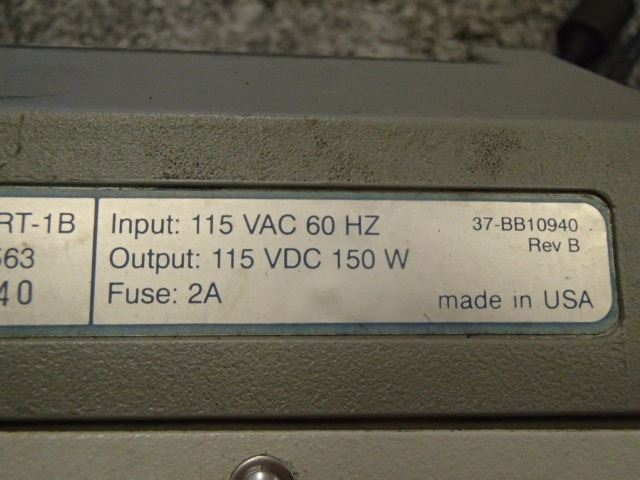 RT-1B
563
40
Input: 115 VAC 60 HZ
Output: 115 VDC 150 W
Fuse: 2A
37-BB10940
Rev B
made in USA